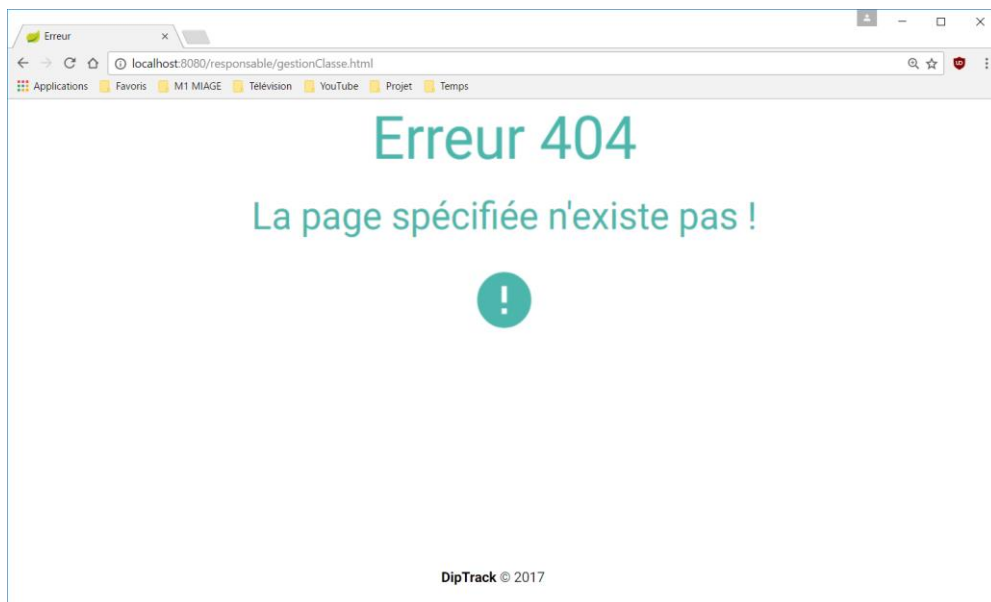 Erreur
localhost:8080/responsable/gestionClasse.html
Applications Favoris M1 MIAGE Télévision YouTube Projet Temps
Erreur 404
La page spécifiée n'existe pas !
!
DipTrack © 2017